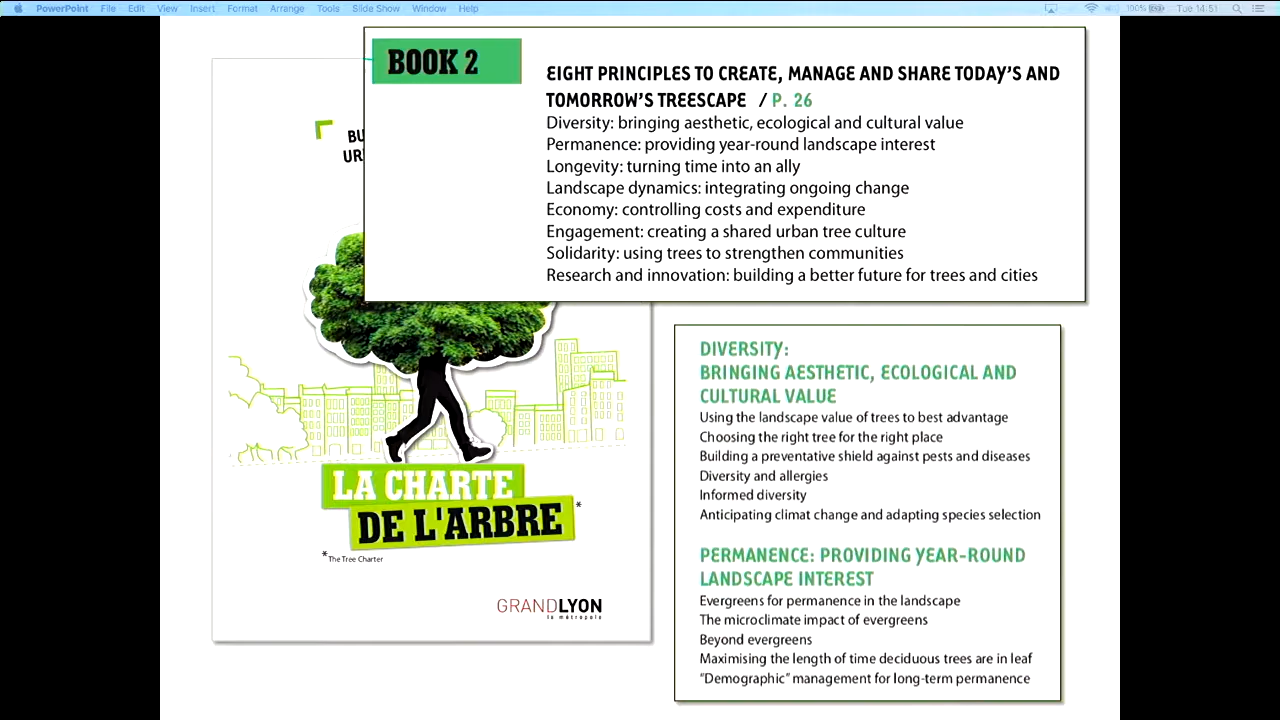 PowerPoint File Edit View Insert Format Arrange Tools Slide Show Window Help 100% Tue 14:51
BOOK 2
EIGHT PRINCIPLES TO CREATE, MANAGE AND SHARE TODAY'S AND
TOMORROW'S TREESCAPE / P. 26
Diversity: bringing aesthetic, ecological and cultural value
Permanence: providing year-round landscape interest
Longevity: turning time into an ally
Landscape dynamics: integrating ongoing change
Economy: controlling costs and expenditure
Engagement: creating a shared urban tree culture
Solidarity: using trees to strengthen communities
Research and innovation: building a better future for trees and cities
BU
UR
LA CHARTE
DE L'ARBRE*
*The Tree Charter
GRANDLYON
la métropole
DIVERSITY:
BRINGING AESTHETIC, ECOLOGICAL AND
CULTURAL VALUE
Using the landscape value of trees to best advantage
Choosing the right tree for the right place
Building a preventative shield against pests and diseases
Diversity and allergies
Informed diversity
Anticipating climat change and adapting species selection
PERMANENCE: PROVIDING YEAR-ROUND
LANDSCAPE INTEREST
Evergreens for permanence in the landscape
The microclimate impact of evergreens
Beyond evergreens
Maximising the length of time deciduous trees are in leaf
"Demographic" management for long-term permanence